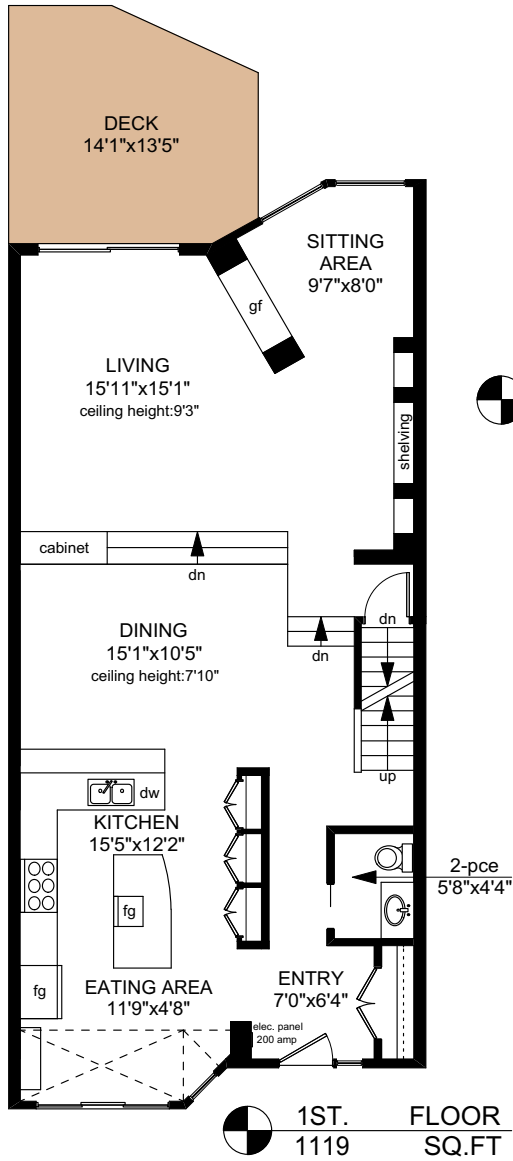 DECK
14'1"x13'5"
SITTING
AREA
9'7"x8'0"
gf
LIVING
15'11"x15'1"
ceiling height:9'3"
shelving
cabinet
dn
dn
dn
DINING
15'1"x10'5"
ceiling height:7'10"
up
dw
KITCHEN
15'5"x12'2"
2-pce
5'8"x4'4"
fg
fg
EATING AREA
11'9"x4'8"
ENTRY
7'0"x6'4"
elec. panel
200 amp
1ST. FLOOR
1119 SQ.FT